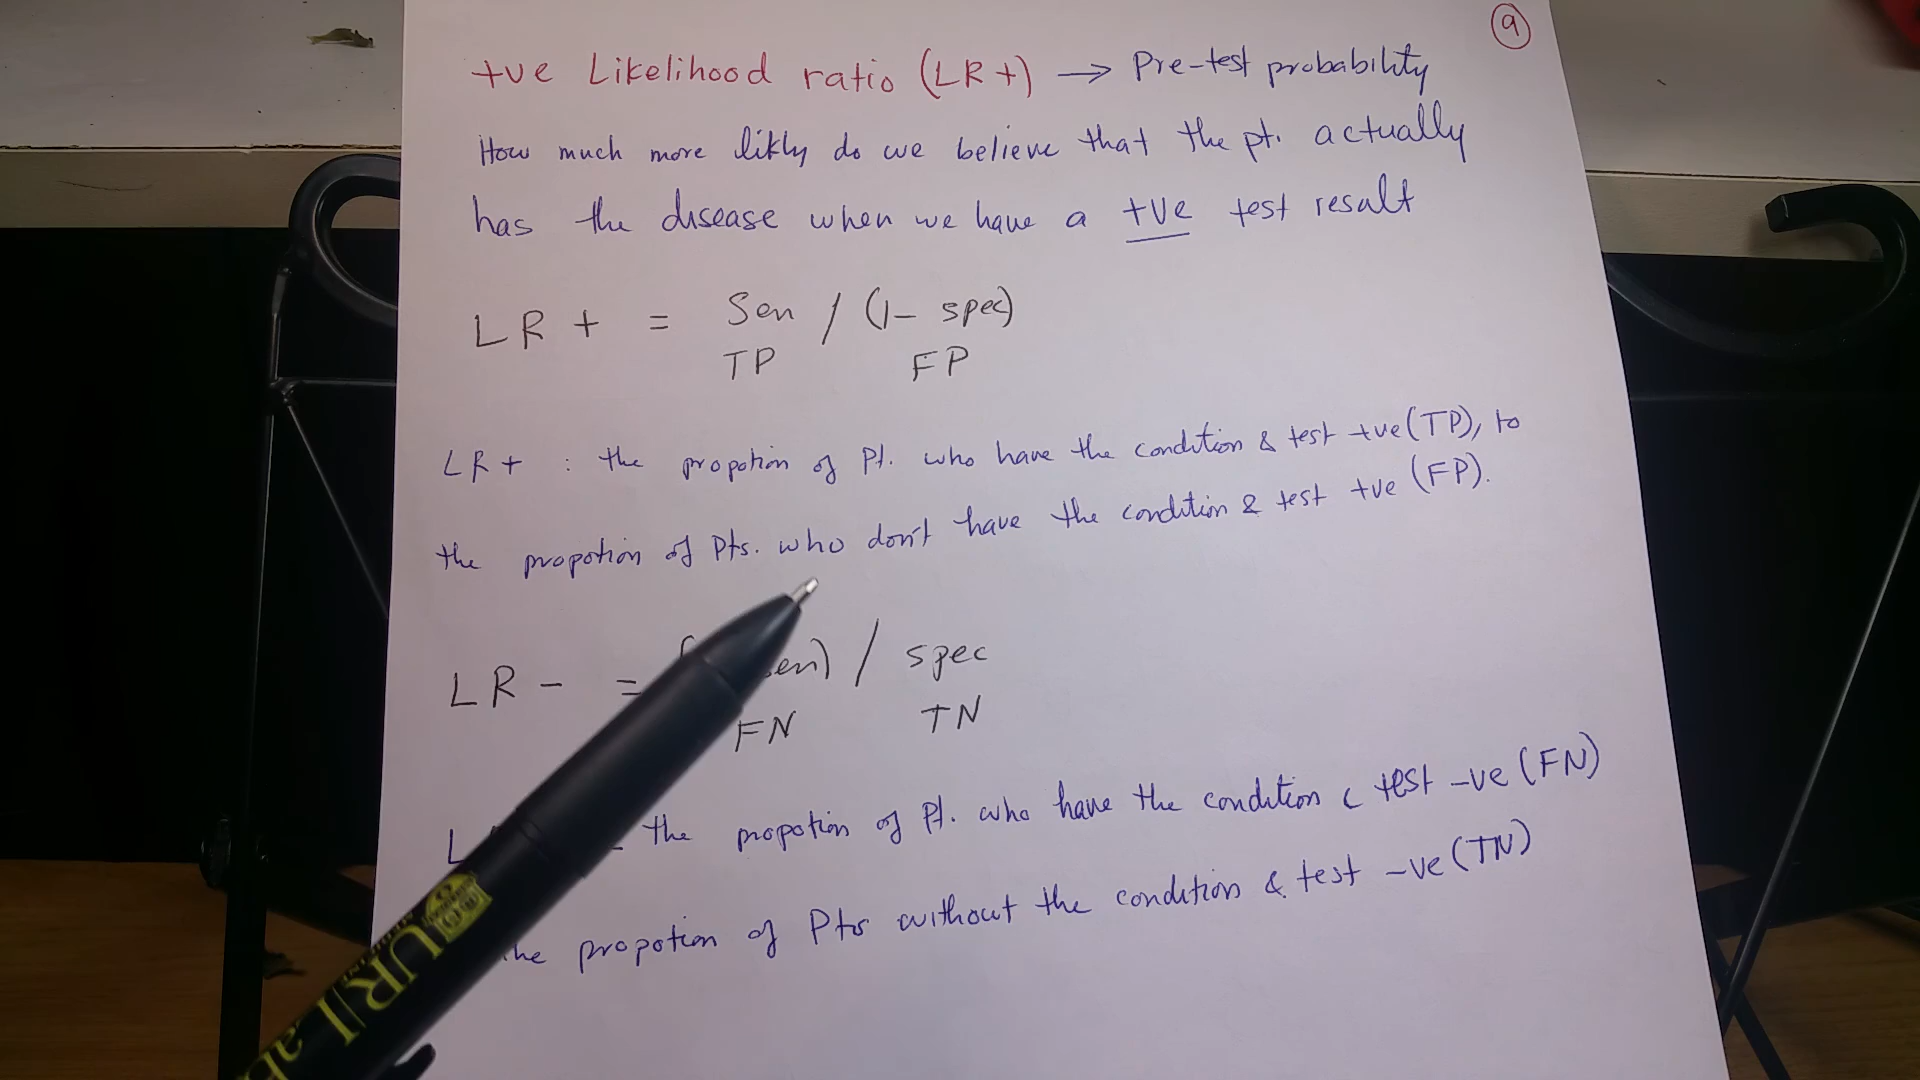 9
+ve Likelihood ratio (LR+) → Pre-test probability
How much more likly do we believe that the pt. actually
has the disease when we have a +ve test result
LR + = Sen / (1- spec)
TP FP
LR+ : the propotion of Pt. who have the condition & test +ve (TP), to
the propotion of Pts. who don't have the condition & test +ve (FP).
LR - = en) / spec
FN TN
L the propotion of Pt. who have the condition c test -ve (FN)
he propotion of Pts without the condition & test -ve (TN)
URILa